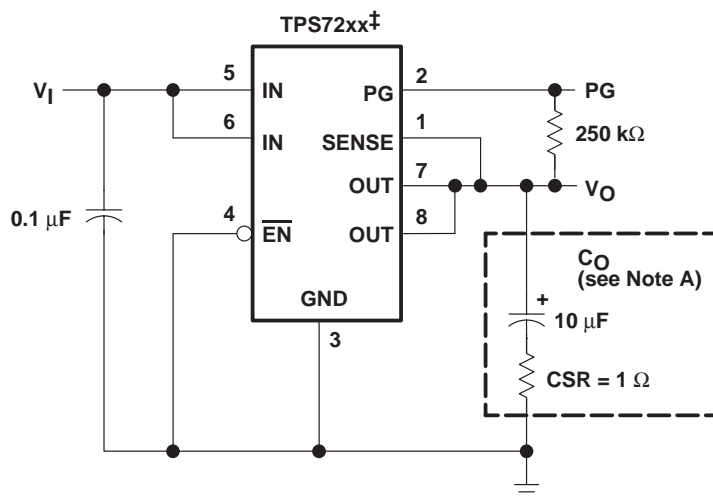 TPS72xx‡
VI
5
IN
6
IN
4
EN
0.1 μF
PG
2
PG
SENSE
1
250 kΩ
OUT
7
VO
OUT
8
GND
3
CO
(see Note A)
+
10 μF
CSR = 1 Ω